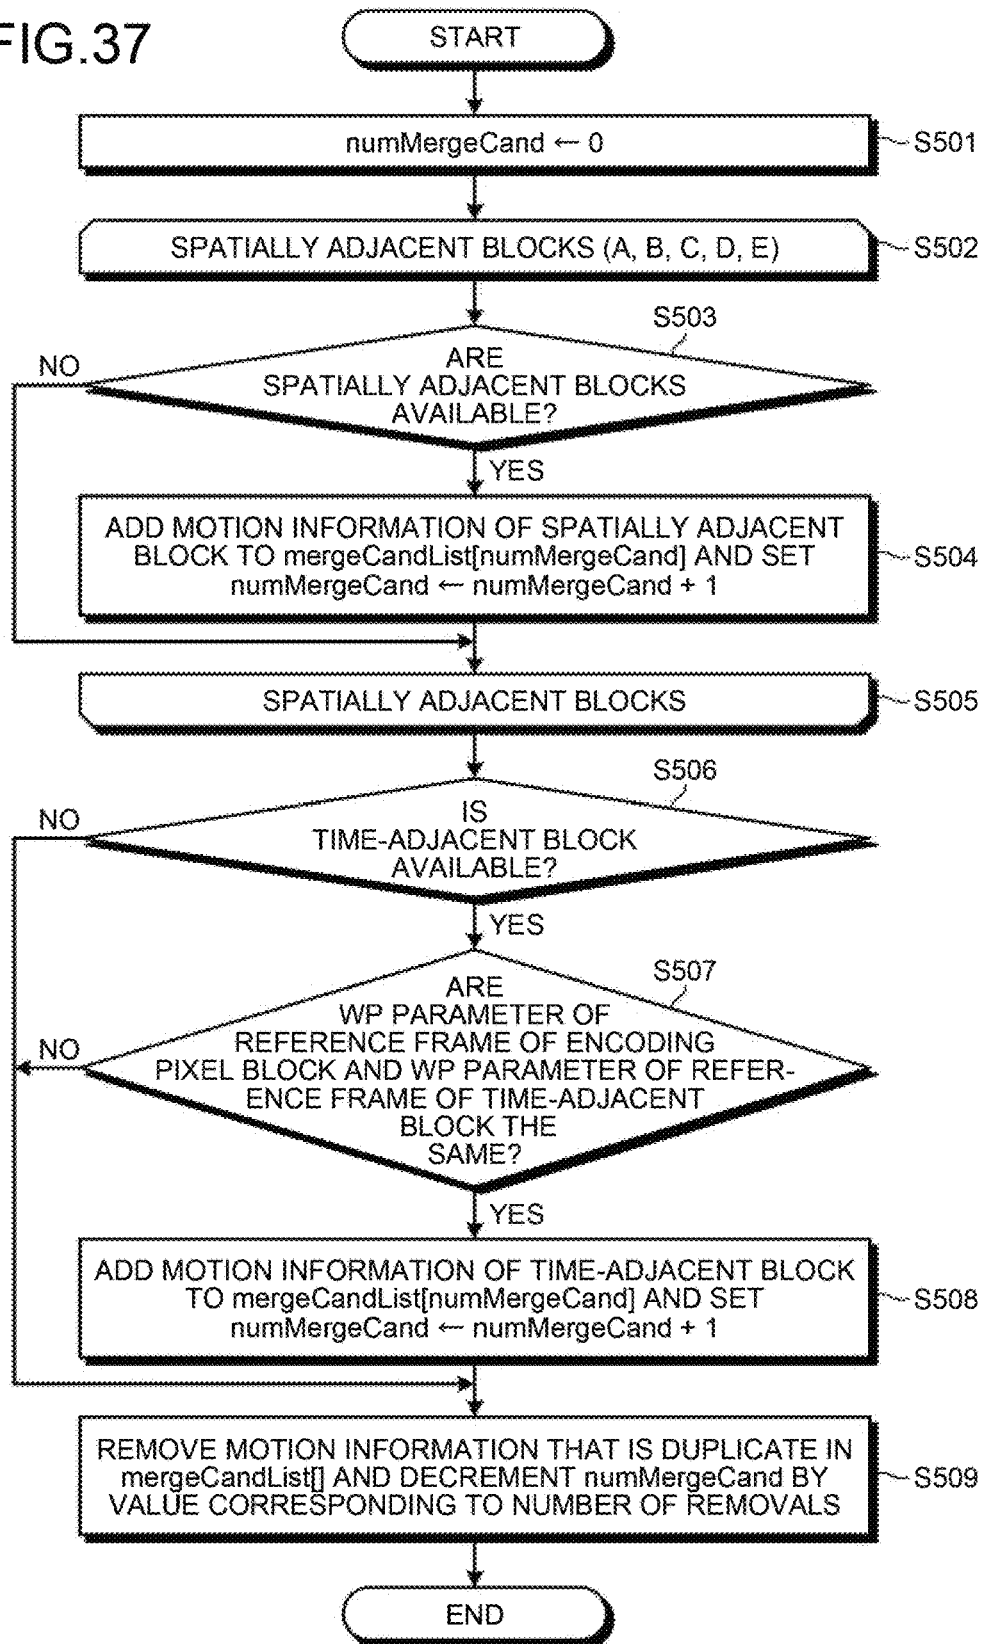 FIG.37
START
numMergeCand ← 0
S501
SPATIALLY ADJACENT BLOCKS (A, B, C, D, E)
S502
S503
NO
ARE
SPATIALLY ADJACENT BLOCKS
AVAILABLE?
YES
ADD MOTION INFORMATION OF SPATIALLY ADJACENT
BLOCK TO mergeCandList[numMergeCand] AND SET
numMergeCand ← numMergeCand + 1
S504
SPATIALLY ADJACENT BLOCKS
S505
S506
NO
IS
TIME-ADJACENT BLOCK
AVAILABLE?
YES
S507
NO
ARE
WP PARAMETER OF
REFERENCE FRAME OF ENCODING
PIXEL BLOCK AND WP PARAMETER OF REFER-
ENCE FRAME OF TIME-ADJACENT
BLOCK THE
SAME?
YES
ADD MOTION INFORMATION OF TIME-ADJACENT BLOCK
TO mergeCandList[numMergeCand] AND SET
numMergeCand ← numMergeCand + 1
S508
REMOVE MOTION INFORMATION THAT IS DUPLICATE IN
mergeCandList[] AND DECREMENT numMergeCand BY
VALUE CORRESPONDING TO NUMBER OF REMOVALS
S509
END